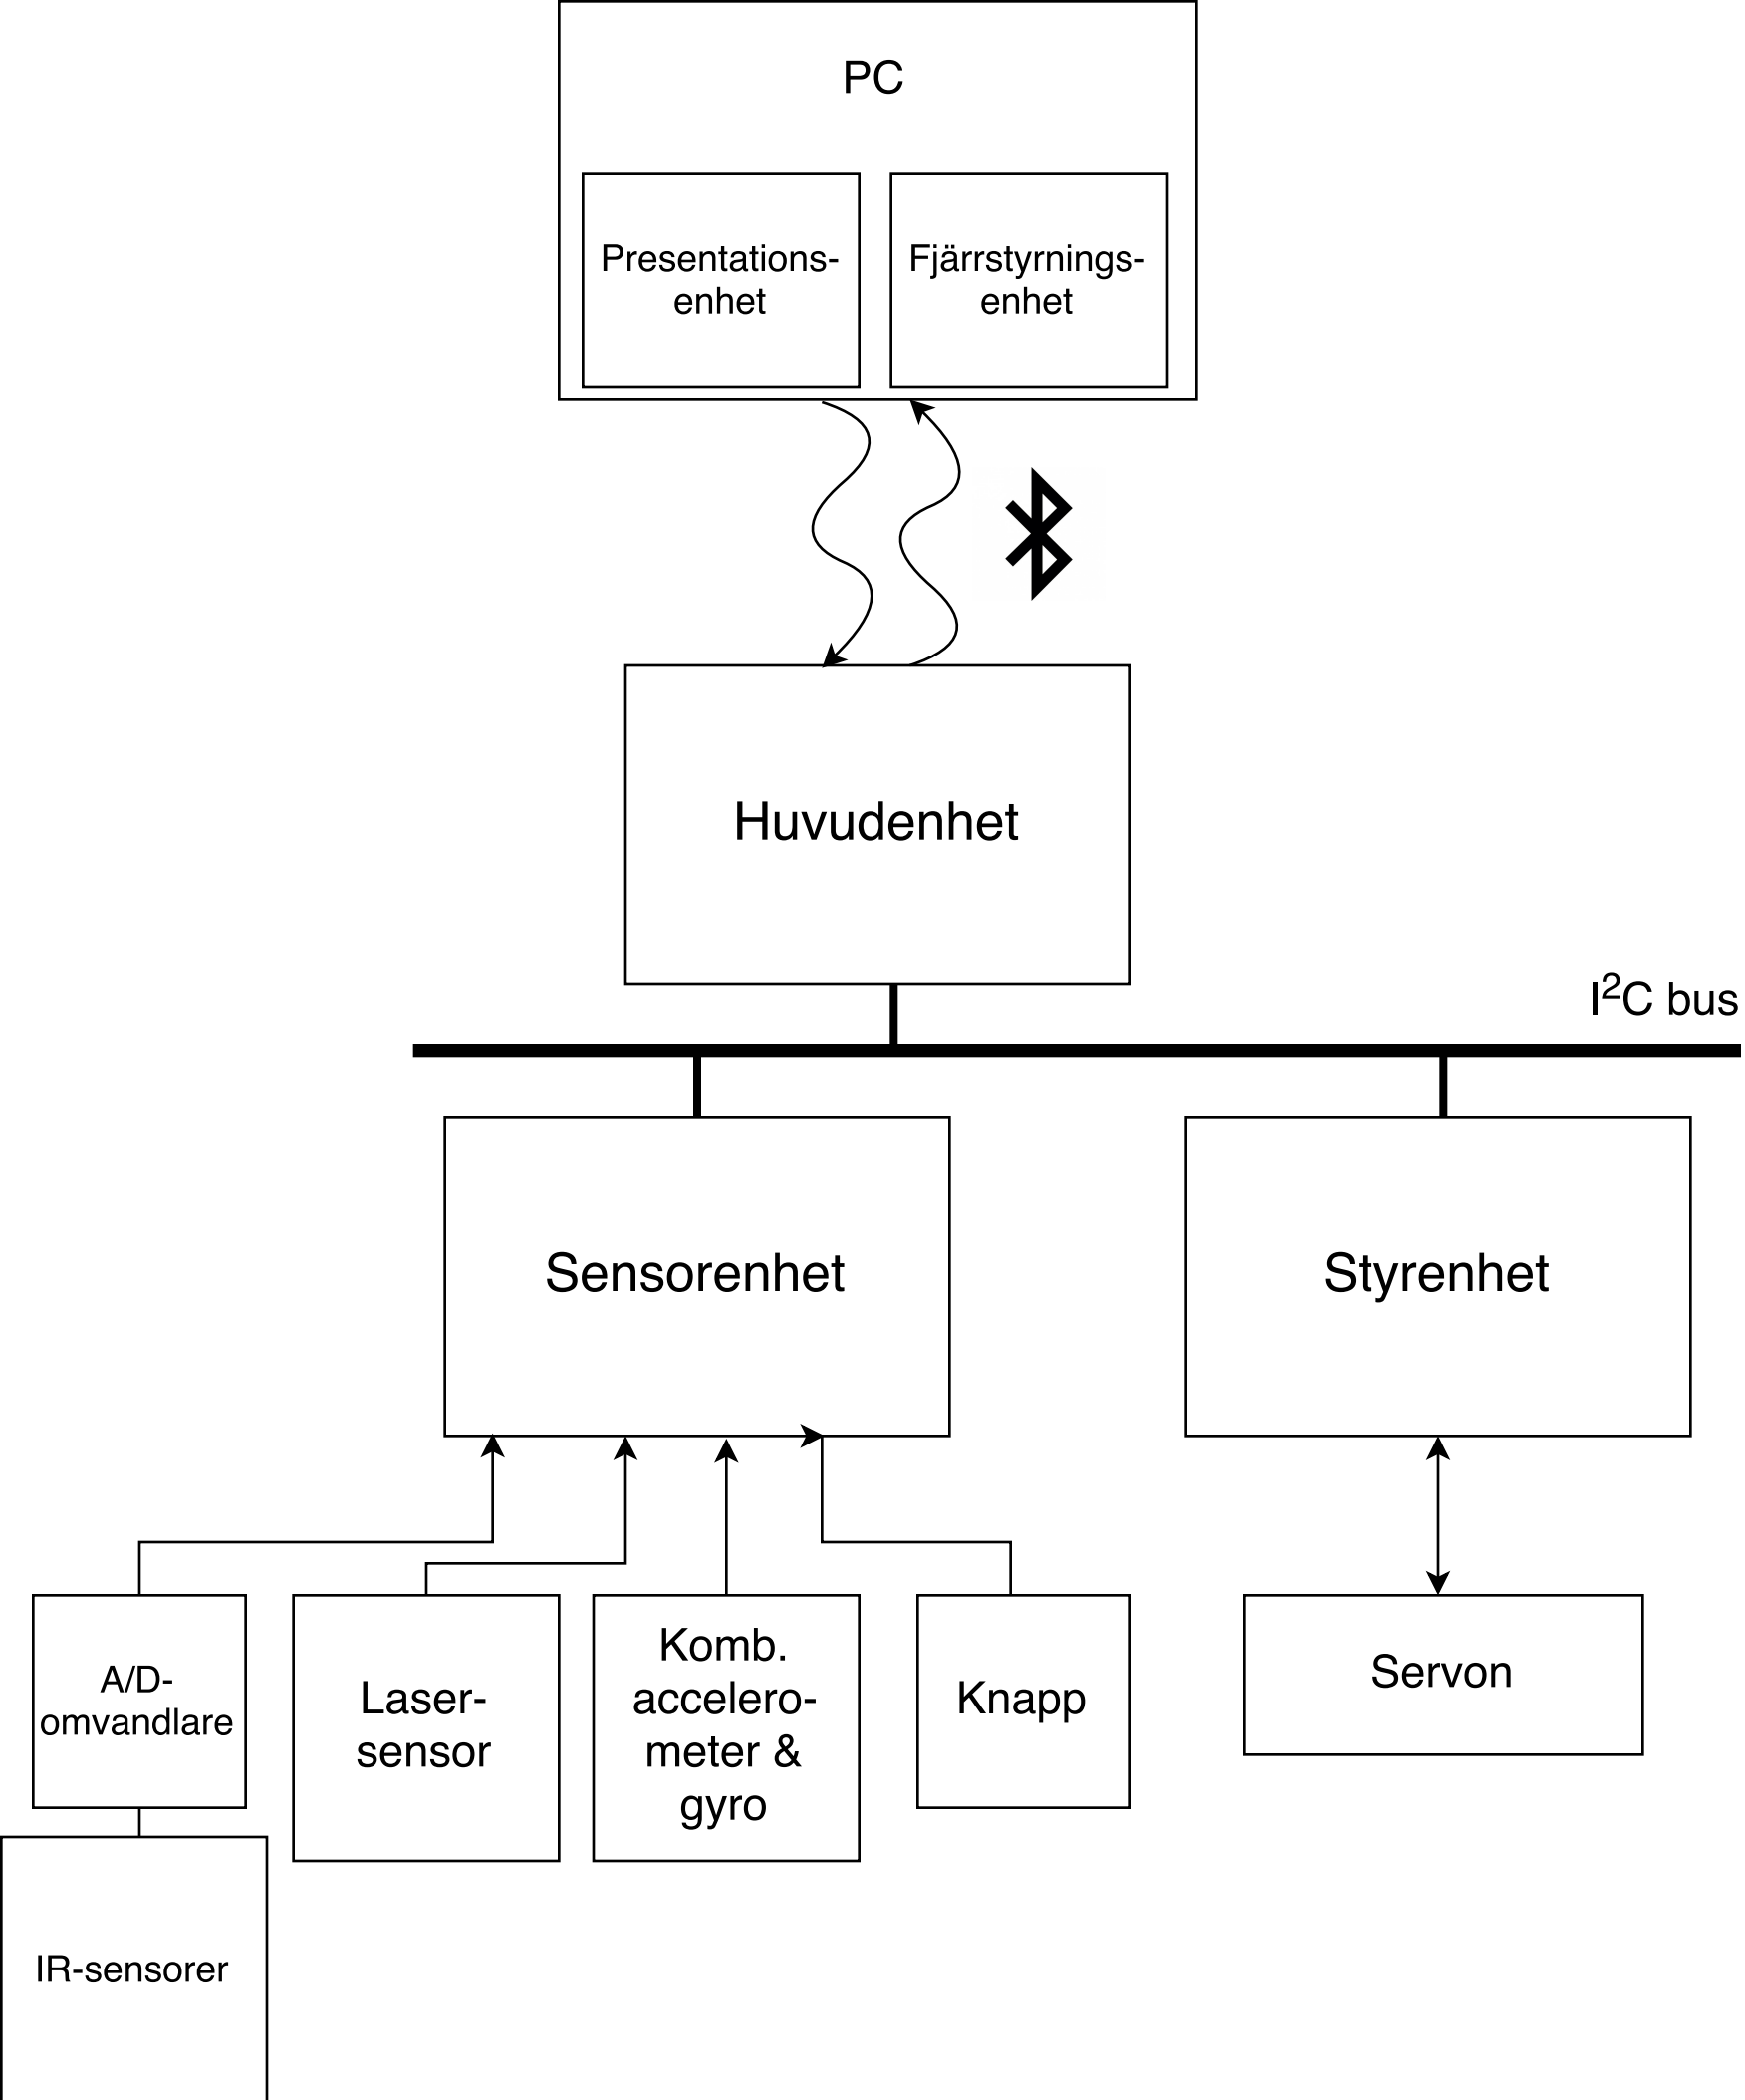 PC
Presentations-
enhet
Fjärrstyrnings-
enhet
Huvudenhet
I²C bus
Sensorenhet
Styrenhet
A/D-
omvandlare
Laser-
sensor
Komb.
accelero-
meter &
gyro
Knapp
Servon
IR-sensorer